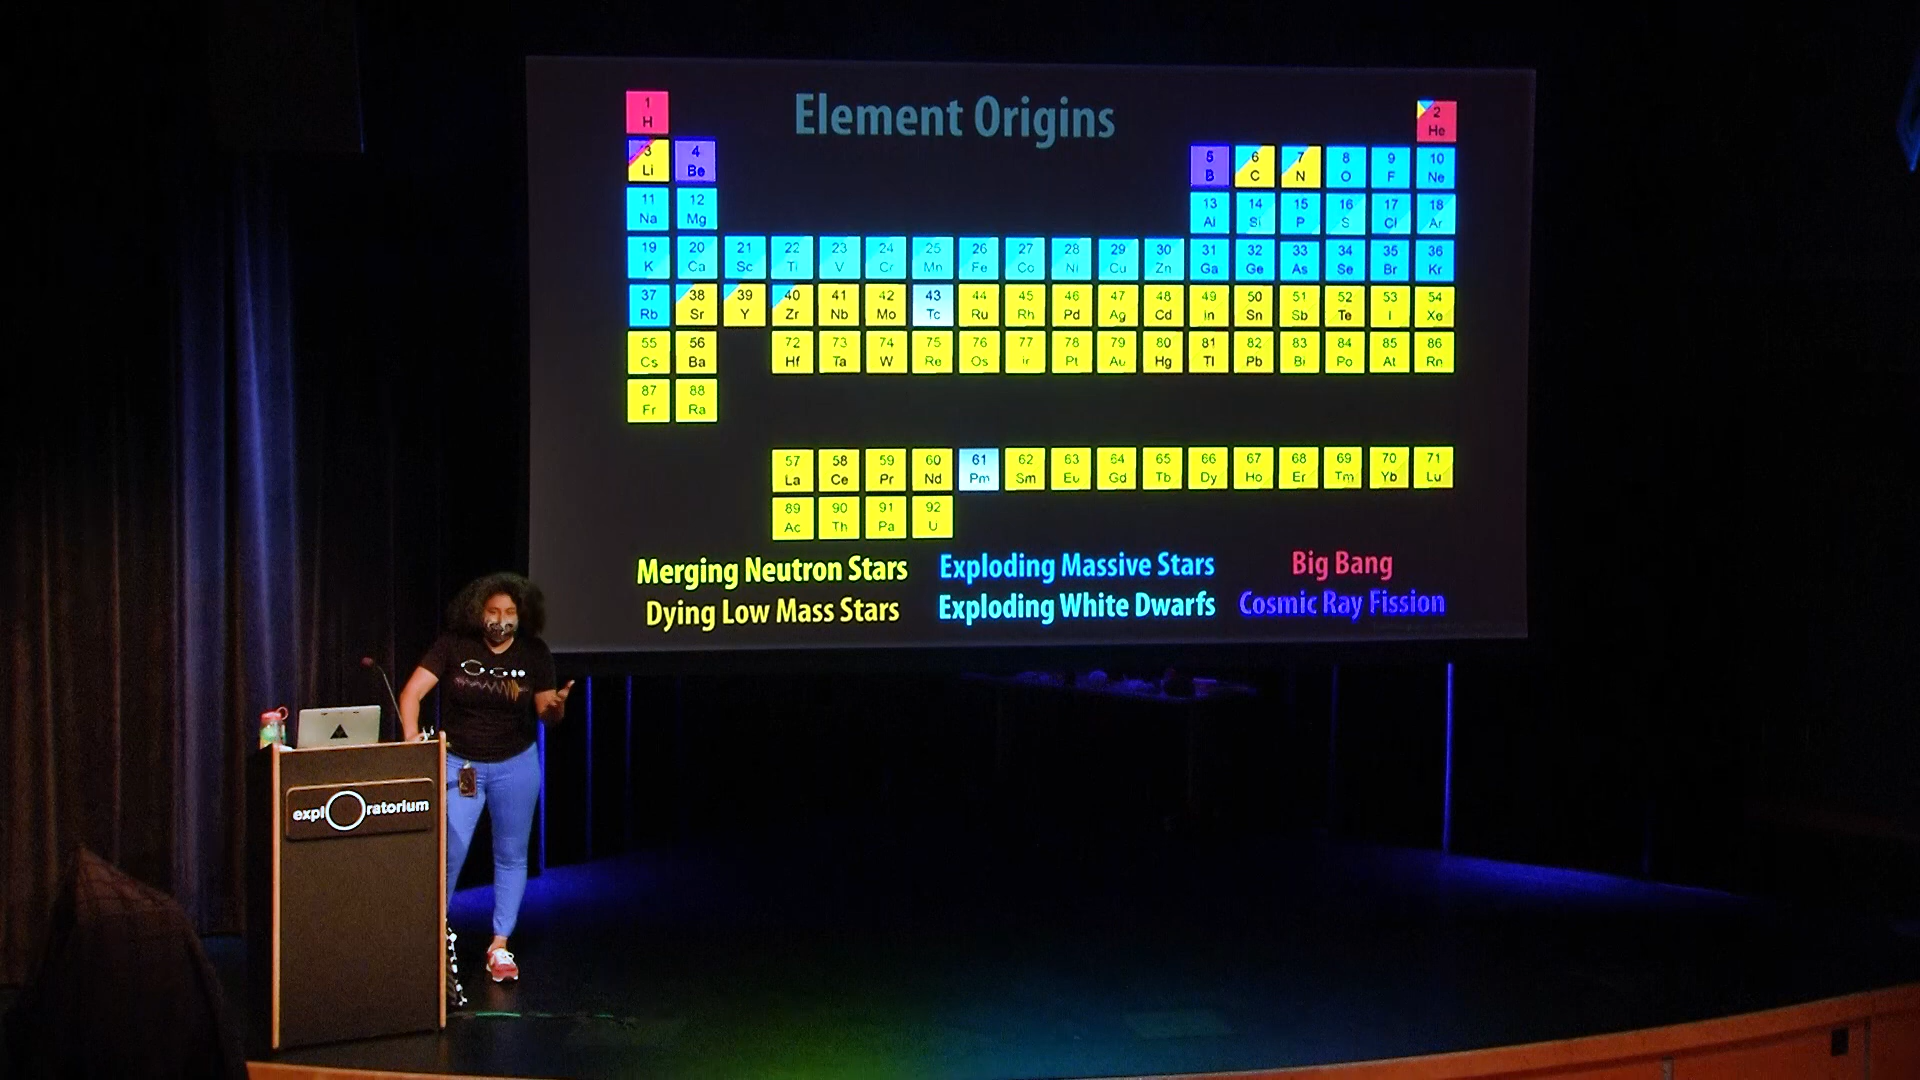 Element Origins
1 2
H He
3 4 5 6 7 8 9 10
Li Be B C N O F Ne
11 12 13 14 15 16 17 18
Na Mg Al Si P S Cl Ar
19 20 21 22 23 24 25 26 27 28 29 30 31 32 33 34 35 36
K Ca Sc Ti V Cr Mn Fe Co Ni Cu Zn Ga Ge As Se Br Kr
37 38 39 40 41 42 43 44 45 46 47 48 49 50 51 52 53 54
Rb Sr Y Zr Nb Mo Tc Ru Rh Pd Ag Cd In Sn Sb Te I Xe
55 56 72 73 74 75 76 77 78 79 80 81 82 83 84 85 86
Cs Ba Hf Ta W Re Os Ir Pt Au Hg Tl Pb Bi Po At Rn
87 88
Fr Ra
57 58 59 60 61 62 63 64 65 66 67 68 69 70 71
La Ce Pr Nd Pm Sm Eu Gd Tb Dy Ho Er Tm Yb Lu
89 90 91 92
Ac Th Pa U
Merging Neutron Stars Exploding Massive Stars Big Bang
Dying Low Mass Stars Exploding White Dwarfs Cosmic Ray Fission
explOratorium